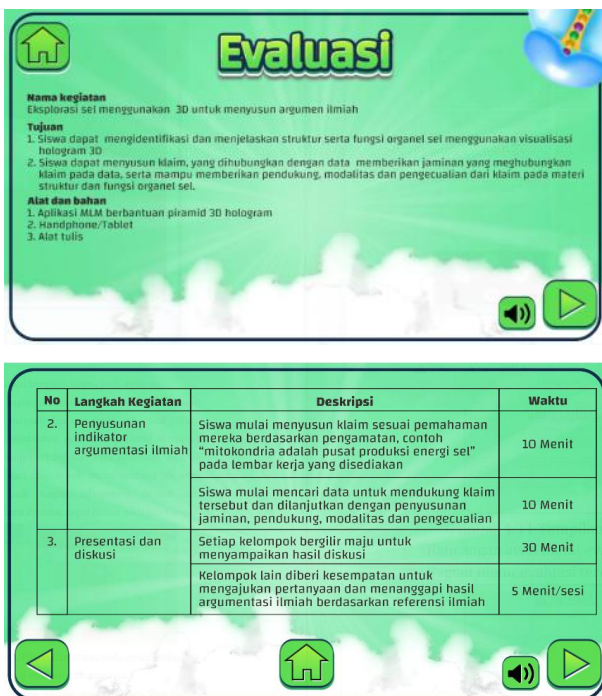 Evaluasi
Nama kegiatan
Eksplorasi sel menggunakan 3D untuk menyusun argumen ilmiah
Tujuan
1. Siswa dapat mengidentifikasi dan menjelaskan struktur serta fungsi organel sel menggunakan visualisasi
hologram 3D
2. Siswa dapat menyusun klaim, yang dihubungkan dengan data memberikan jaminan yang meghubungkan
klaim pada data, serta mampu memberikan pendukung, modalitas dan pengecualian dari klaim pada materi
struktur dan fungsi organel sel.
Alat dan bahan
1. Aplikasi MLM berbantuan piramid 3D hologram
2. Handphone/Tablet
3. Alat tulis
No Langkah Kegiatan Deskripsi Waktu
2. Penyusunan
indikator
argumentasi ilmiah
Siswa mulai menyusun klaim sesuai pemahaman
mereka berdasarkan pengamatan, contoh
“mitokondria adalah pusat produksi energi sel”
pada lembar kerja yang disediakan
10 Menit
Siswa mulai mencari data untuk mendukung klaim
tersebut dan dilanjutkan dengan penyusunan
jaminan, pendukung, modalitas dan pengecualian
10 Menit
3. Presentasi dan
diskusi
Setiap kelompok bergilir maju untuk
menyampaikan hasil diskusi
30 Menit
Kelompok lain diberi kesempatan untuk
mengajukan pertanyaan dan menanggapi hasil
argumentasi ilmiah berdasarkan referensi ilmiah
5 Menit/sesi